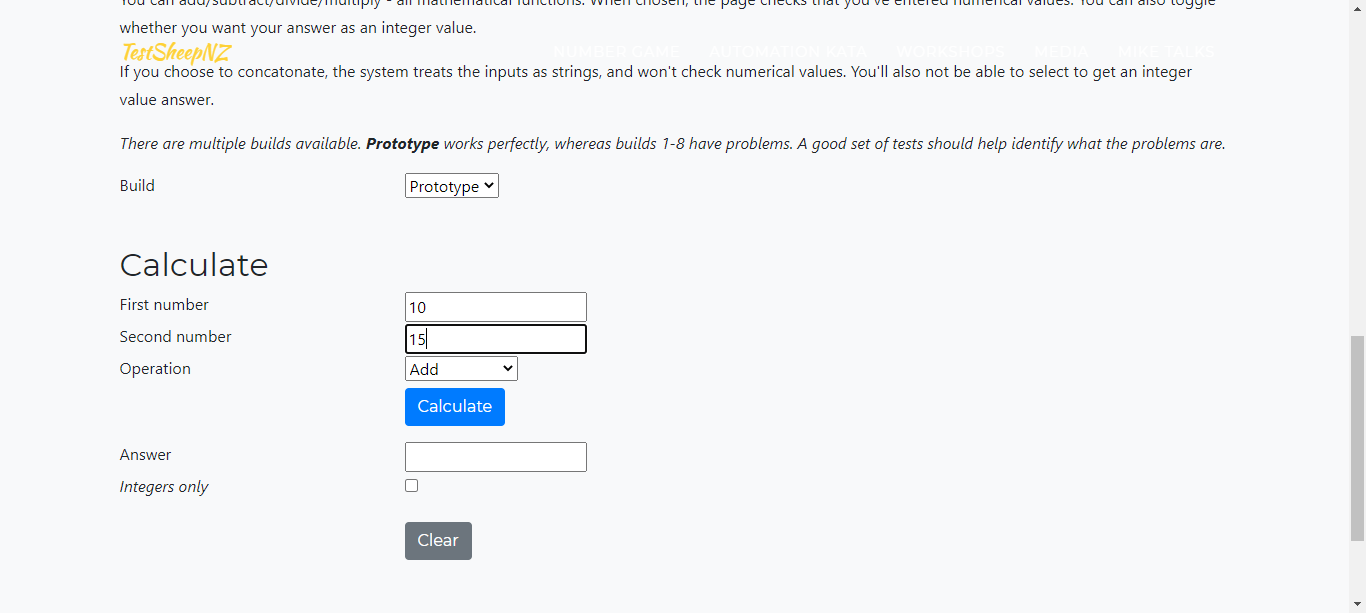 You can add/subtract/divide/multiply - all mathematical functions. When chosen, the page checks that you've entered numerical values. You can also toggle
whether you want your answer as an integer value.
TestSheepNZ NUMBER GAME AUTOMATION KATA WORKSHOPS MEDIA MIKE TALKS
If you choose to concatonate, the system treats the inputs as strings, and won't check numerical values. You'll also not be able to select to get an integer
value answer.
There are multiple builds available. Prototype works perfectly, whereas builds 1-8 have problems. A good set of tests should help identify what the problems are.
Build Prototype
Calculate
First number 10
Second number 15
Operation Add
Calculate
Answer
Integers only
Clear